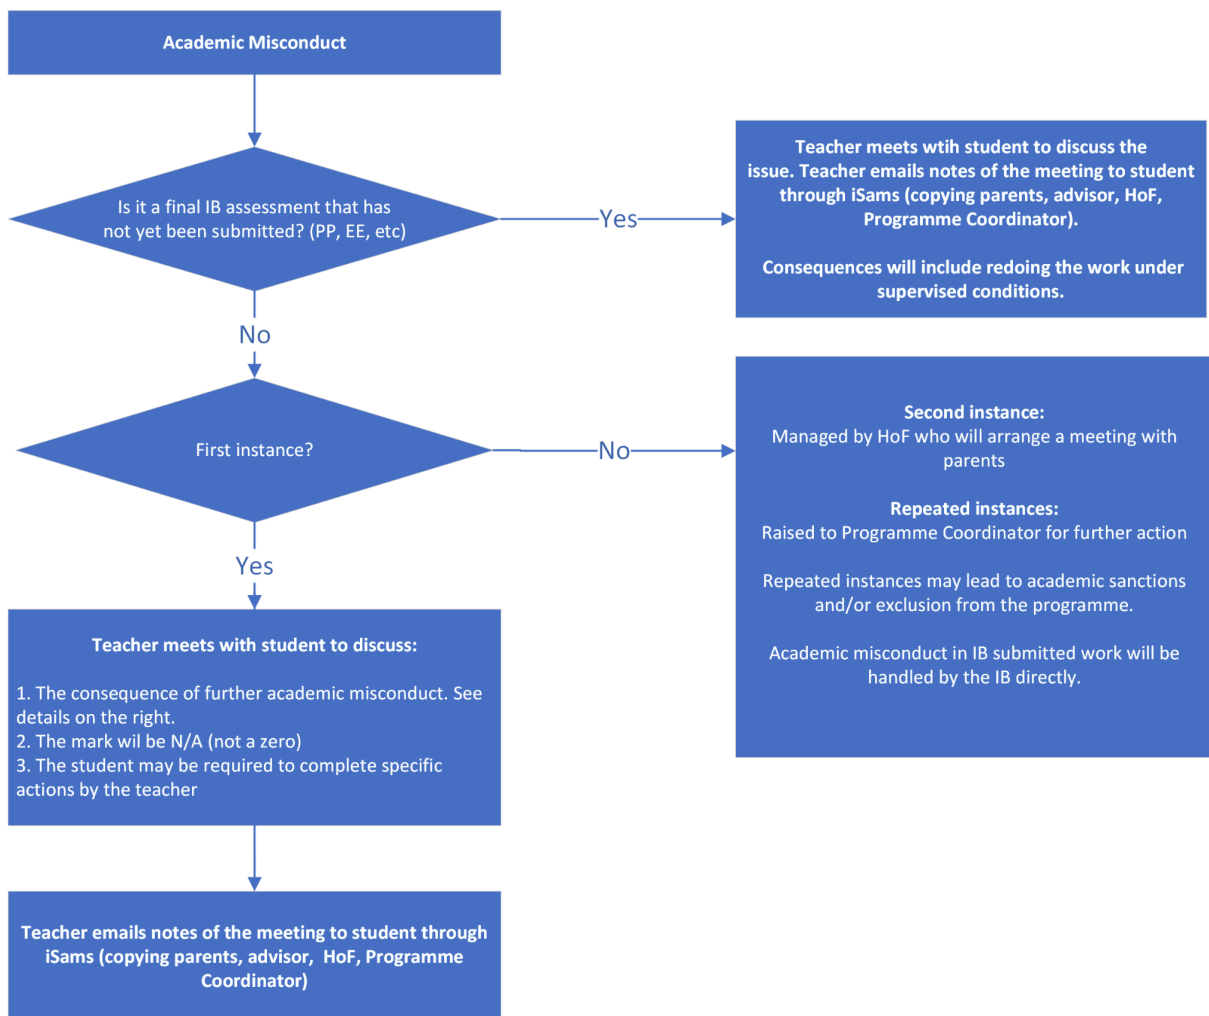 Academic Misconduct
Is it a final IB assessment that has
not yet been submitted? (PP, EE, etc)
Yes
Teacher meets wtih student to discuss the
issue. Teacher emails notes of the meeting to student
through iSams (copying parents, advisor, HoF,
Programme Coordinator).
Consequences will include redoing the work under
supervised conditions.
No
First instance?
No
Second instance:
Managed by HoF who will arrange a meeting with
parents
Repeated instances:
Raised to Programme Coordinator for further action
Repeated instances may lead to academic sanctions
and/or exclusion from the programme.
Academic misconduct in IB submitted work will be
handled by the IB directly.
Yes
Teacher meets with student to discuss:
1. The consequence of further academic misconduct. See
details on the right.
2. The mark wil be N/A (not a zero)
3. The student may be required to complete specific
actions by the teacher
Teacher emails notes of the meeting to student through
iSams (copying parents, advisor,  HoF, Programme
Coordinator)